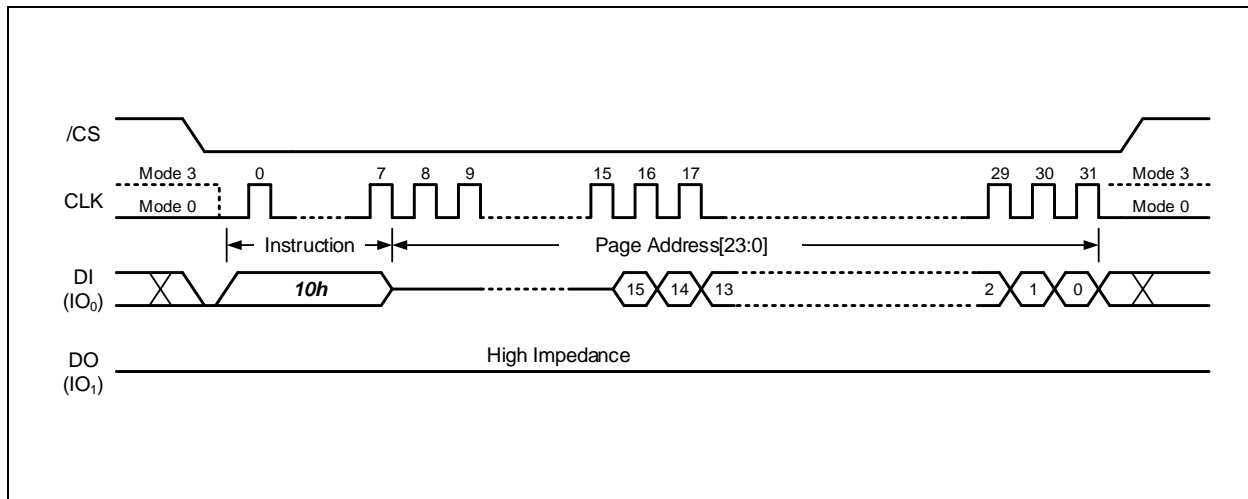 /CS
Mode 3 0 7 8 9 15 16 17 29 30 31 Mode 3
CLK
Mode 0 Mode 0
Instruction Page Address[23:0]
DI
(IO0)
10h 15 14 13 2 1 0
High Impedance
DO
(IO1)